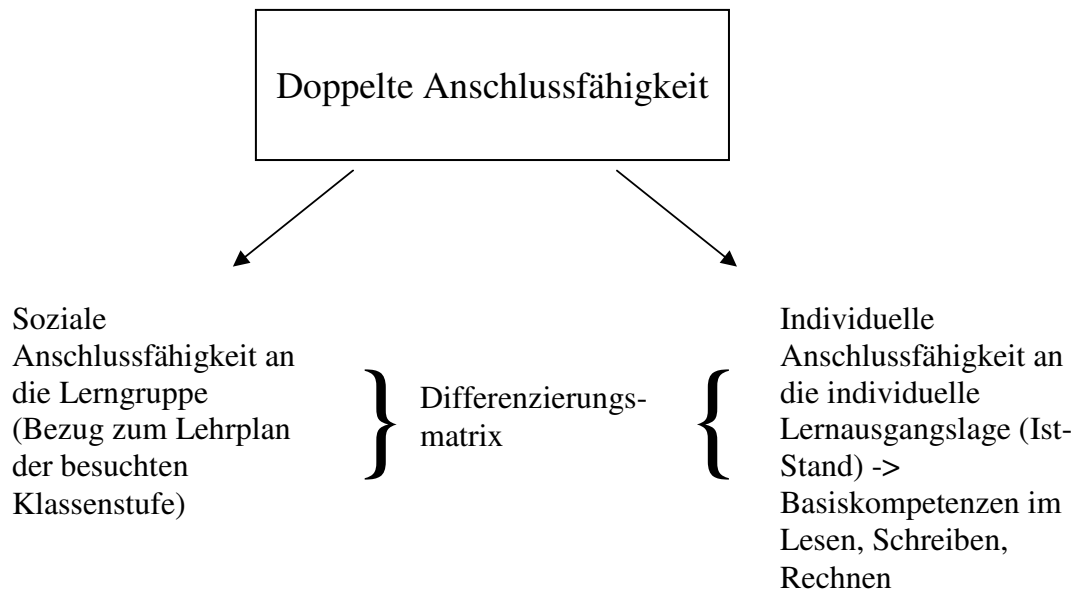 Doppelte Anschlussfähigkeit
Soziale
Anschlussfähigkeit an
die Lerngruppe
(Bezug zum Lehrplan
der besuchten
Klassenstufe)
}
Differenzierungs-
matrix
{
Individuelle
Anschlussfähigkeit an
die individuelle
Lernausgangslage (Ist-
Stand) ->
Basiskompetenzen im
Lesen, Schreiben,
Rechnen